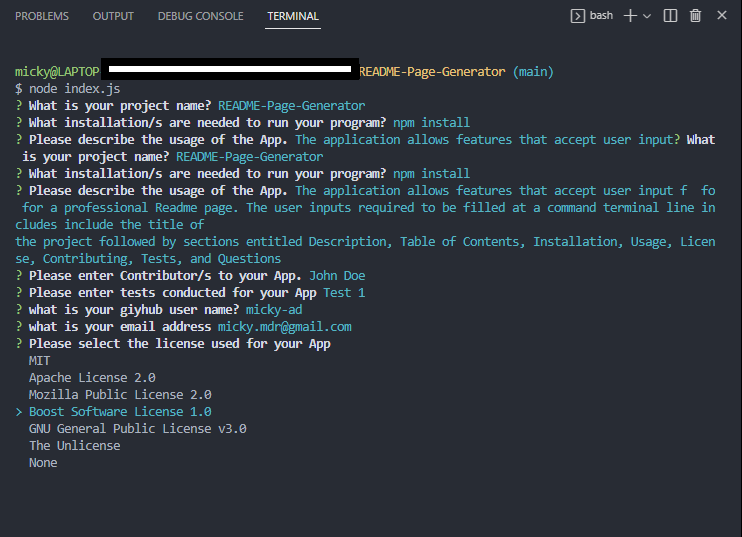 PROBLEMS OUTPUT DEBUG CONSOLE TERMINAL bash
micky@LAPTOP README-Page-Generator (main)
$ node index.js
? What is your project name? README-Page-Generator
? What installation/s are needed to run your program? npm install
? Please describe the usage of the App. The application allows features that accept user input? What
is your project name? README-Page-Generator
? What installation/s are needed to run your program? npm install
? Please describe the usage of the App. The application allows features that accept user input f  fo
for a professional Readme page. The user inputs required to be filled at a command terminal line in
cludes include the title of
the project followed by sections entitled Description, Table of Contents, Installation, Usage, Licen
se, Contributing, Tests, and Questions
? Please enter Contributor/s to your App. John Doe
? Please enter tests conducted for your App Test 1
? what is your giyhub user name? micky-ad
? what is your email address micky.mdr@gmail.com
? Please select the license used for your App
MIT
Apache License 2.0
Mozilla Public License 2.0
> Boost Software License 1.0
GNU General Public License v3.0
The Unlicense
None